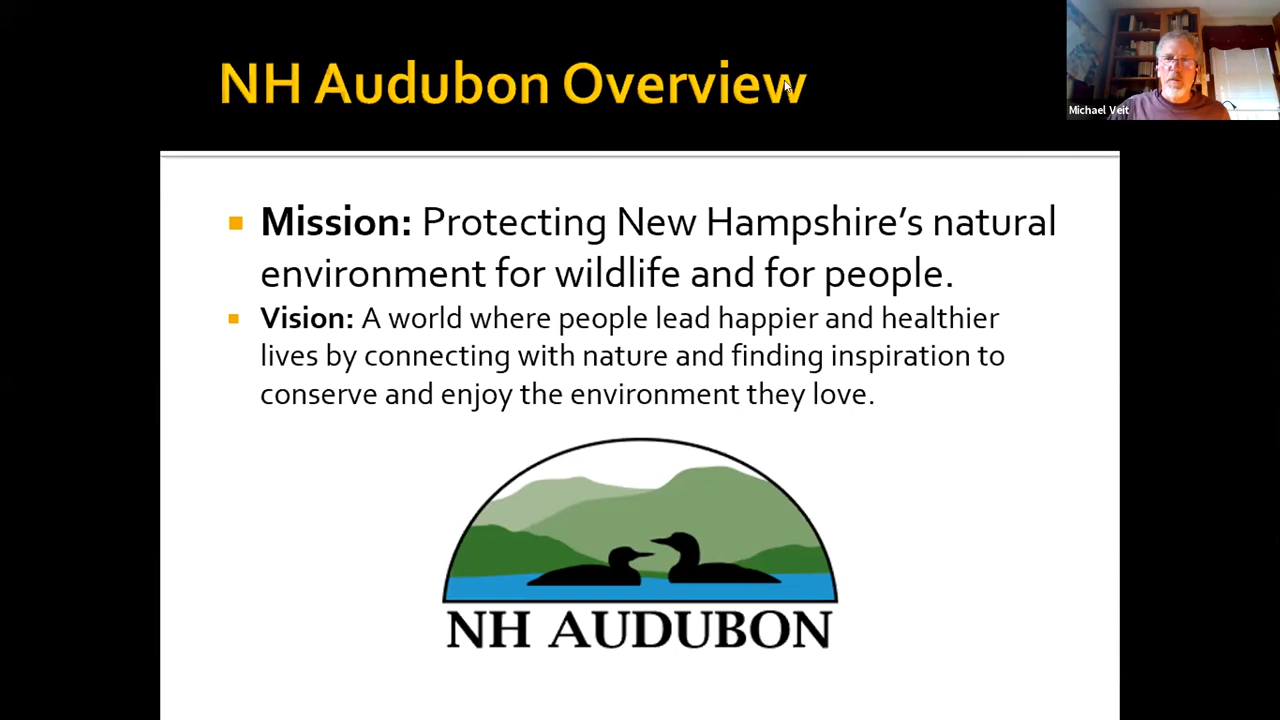 NH Audubon Overview
Michael Veit
Mission: Protecting New Hampshire’s natural
environment for wildlife and for people.
Vision: A world where people lead happier and healthier
lives by connecting with nature and finding inspiration to
conserve and enjoy the environment they love.
NH AUDUBON